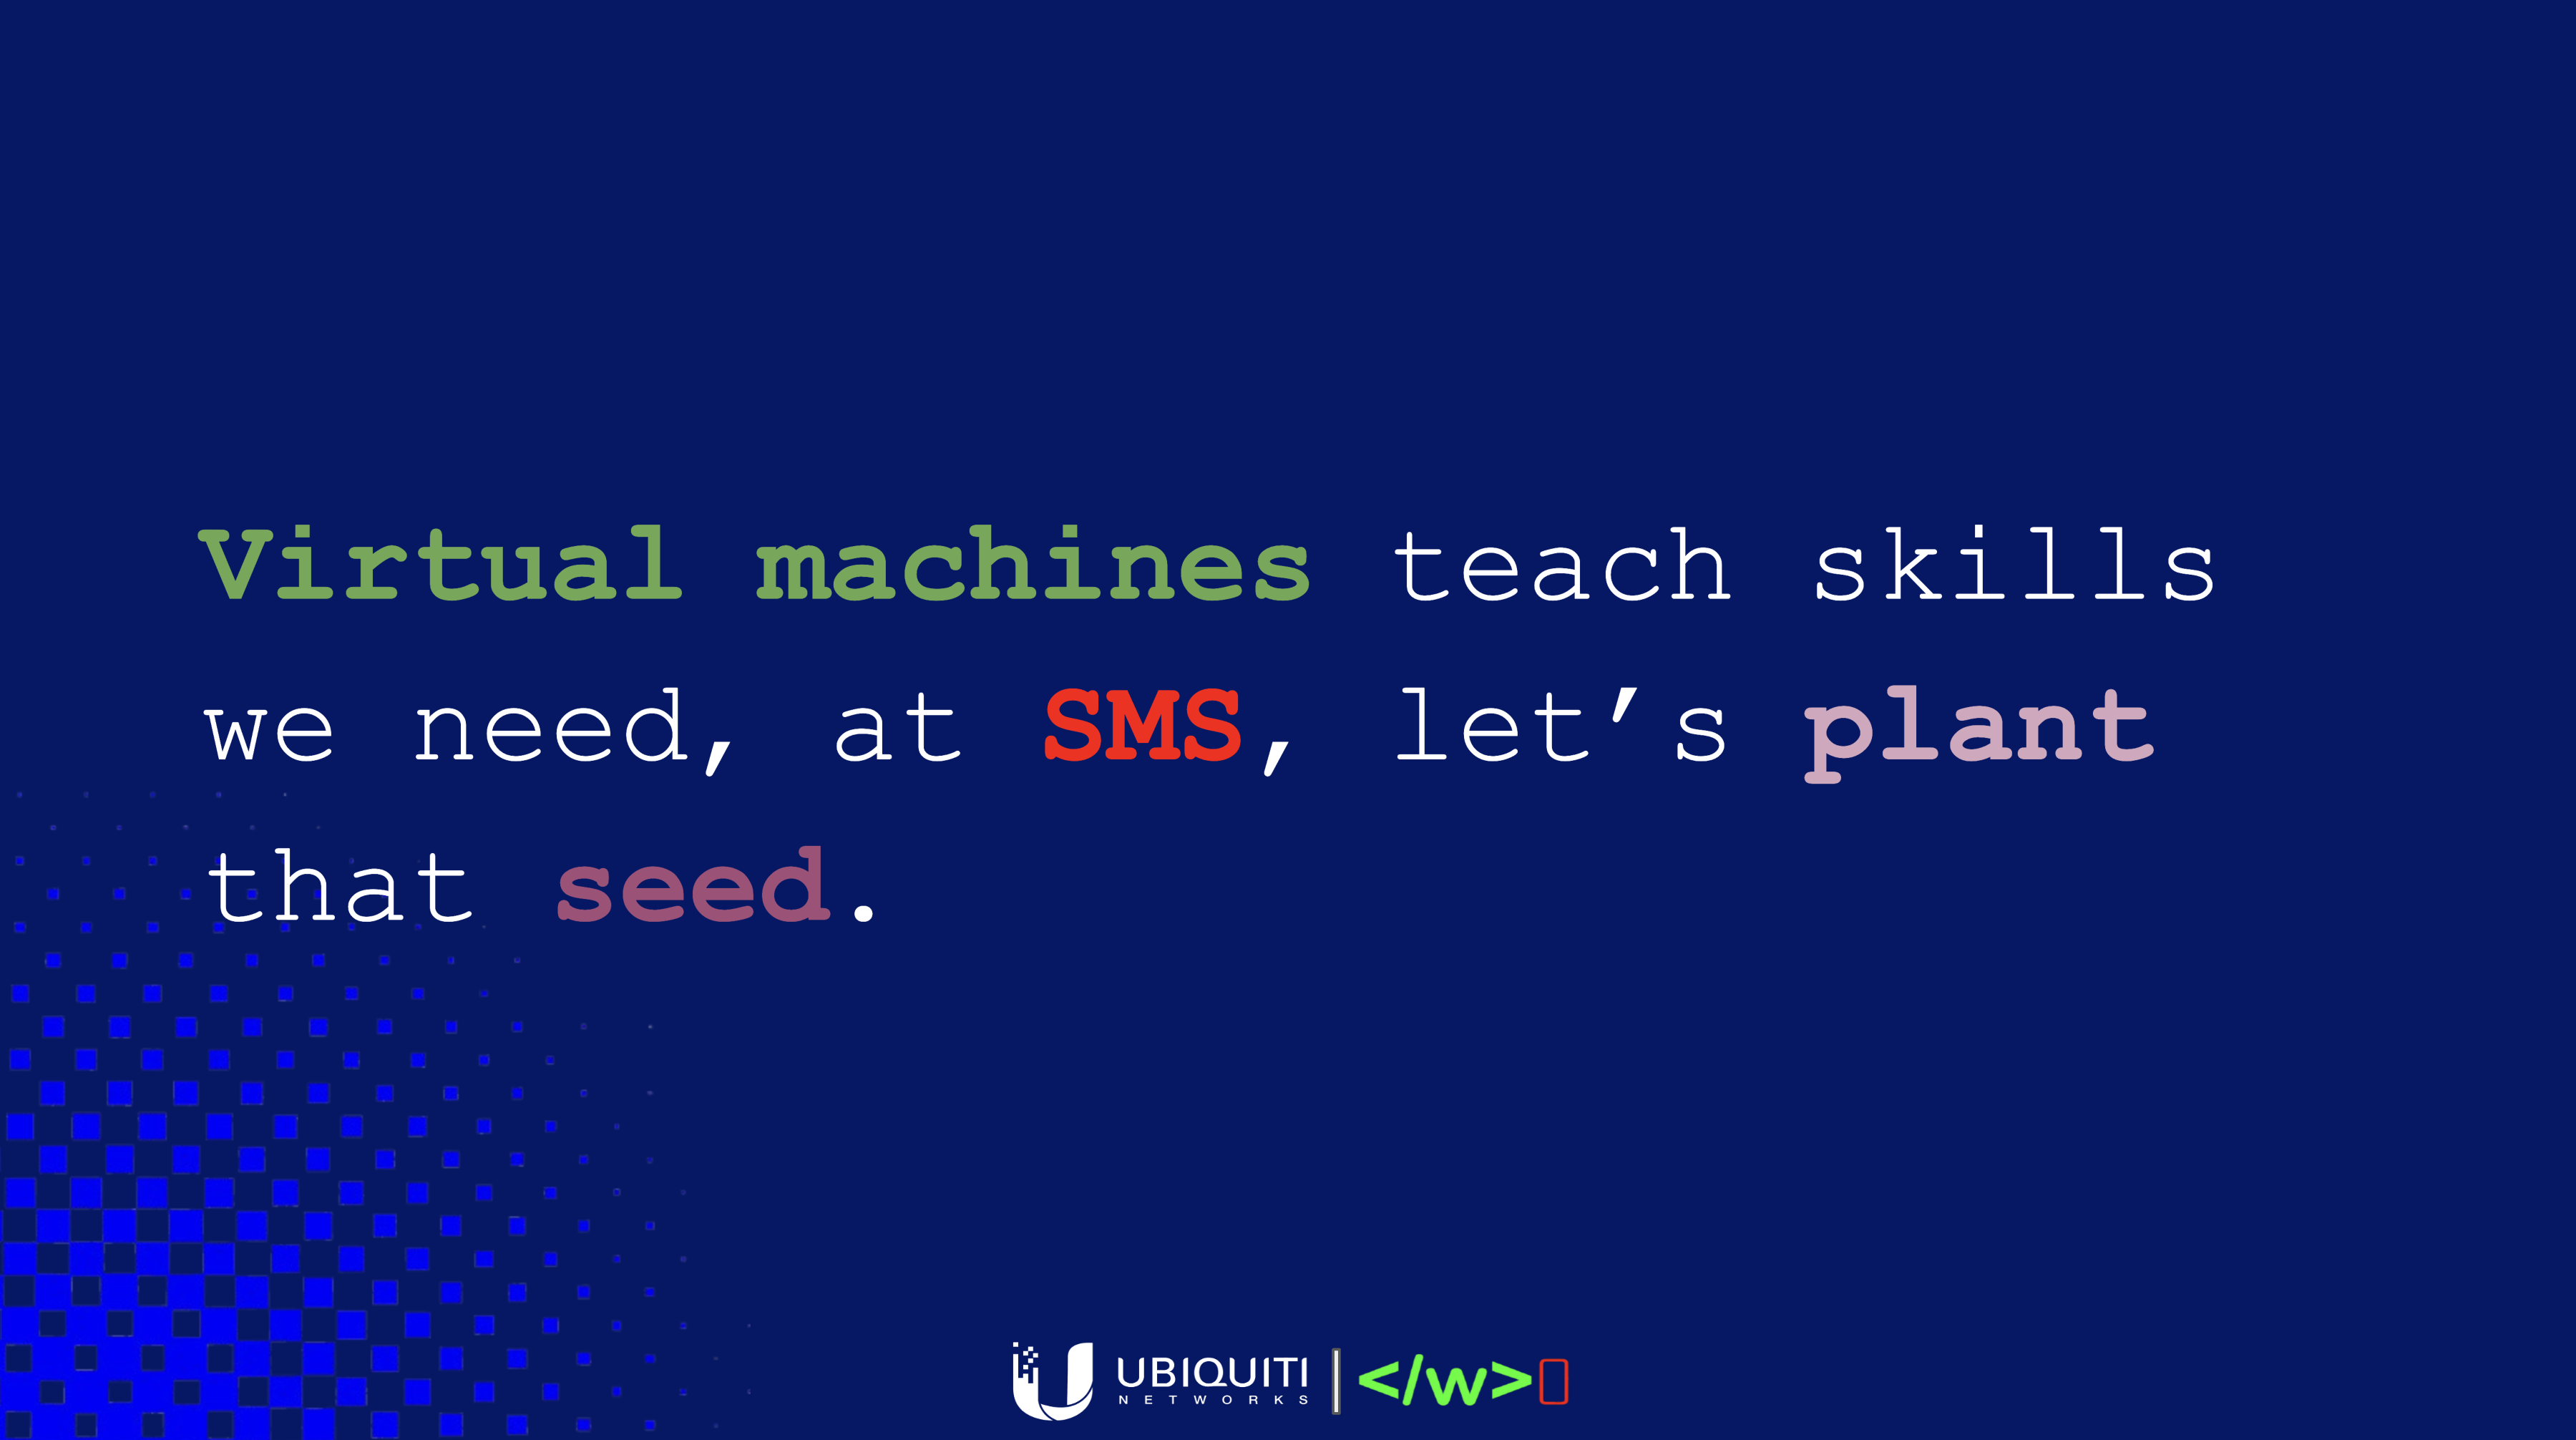 Virtual machines teach skills
we need, at SMS, let’s plant
that seed.
UBIQUITI
NETWORKS
</w>